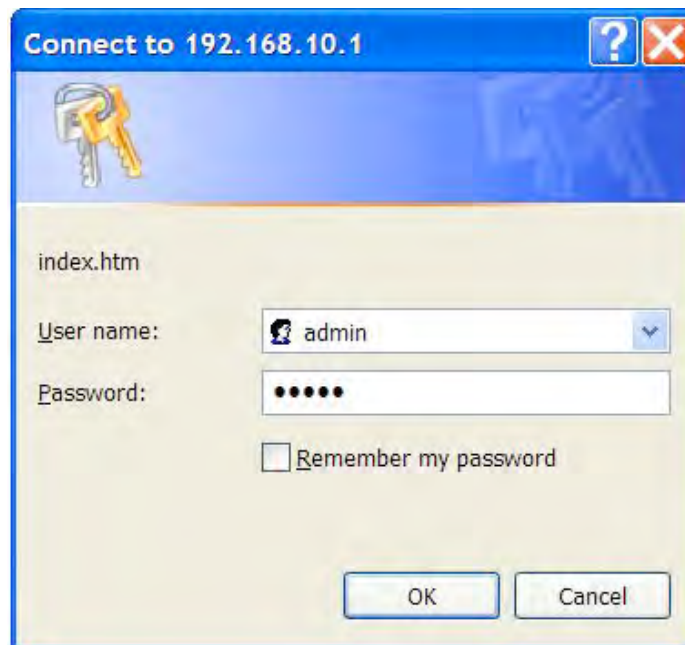 Connect to 192.168.10.1
index.htm
User name: admin
Password: •••••
Remember my password
OK Cancel